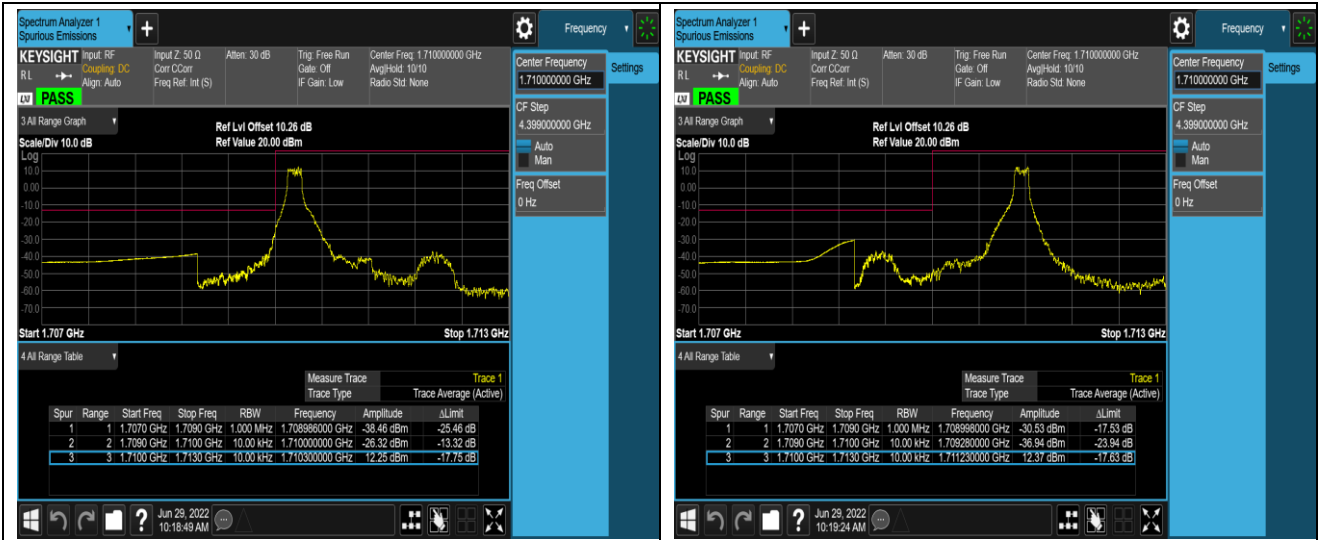 Spectrum Analyzer 1
Spurious Emissions
+
Frequency
KEYSIGHT
RL
PASS
Input: RF
Coupling: DC
Align: Auto
Input Z: 50 Ω
Corr CCorr
Freq Ref: Int (S)
Atten: 30 dB
Trig: Free Run
Gate: Off
IF Gain: Low
Center Freq: 1.710000000 GHz
Avg|Hold: 10/10
Radio Std: None
Center Frequency
1.710000000 GHz
Settings
CF Step
4.399000000 GHz
Auto
Man
Freq Offset
0 Hz
3 All Range Graph
Scale/Div 10.0 dB
Ref Lvl Offset 10.26 dB
Ref Value 20.00 dBm
Log
10.0
0.00
-10.0
-20.0
-30.0
-40.0
-50.0
-60.0
-70.0
Start 1.707 GHz
Stop 1.713 GHz
4 All Range Table
Measure Trace Trace 1
Trace Type Trace Average (Active)
Spur Range Start Freq Stop Freq RBW Frequency Amplitude ΔLimit
1 1 1.7070 GHz 1.7090 GHz 1.000 MHz 1.708986000 GHz -38.46 dBm -25.46 dB
2 2 1.7090 GHz 1.7100 GHz 10.00 kHz 1.710000000 GHz -26.32 dBm -13.32 dB
3 3 1.7100 GHz 1.7130 GHz 10.00 kHz 1.710300000 GHz 12.25 dBm -17.75 dB
?
Jun 29, 2022
10:18:49 AM
Spectrum Analyzer 1
Spurious Emissions
+
Frequency
KEYSIGHT
RL
PASS
Input: RF
Coupling: DC
Align: Auto
Input Z: 50 Ω
Corr CCorr
Freq Ref: Int (S)
Atten: 30 dB
Trig: Free Run
Gate: Off
IF Gain: Low
Center Freq: 1.710000000 GHz
Avg|Hold: 10/10
Radio Std: None
Center Frequency
1.710000000 GHz
Settings
CF Step
4.399000000 GHz
Auto
Man
Freq Offset
0 Hz
3 All Range Graph
Scale/Div 10.0 dB
Ref Lvl Offset 10.26 dB
Ref Value 20.00 dBm
Log
10.0
0.00
-10.0
-20.0
-30.0
-40.0
-50.0
-60.0
-70.0
Start 1.707 GHz
Stop 1.713 GHz
4 All Range Table
Measure Trace Trace 1
Trace Type Trace Average (Active)
Spur Range Start Freq Stop Freq RBW Frequency Amplitude ΔLimit
1 1 1.7070 GHz 1.7090 GHz 1.000 MHz 1.708998000 GHz -30.53 dBm -17.53 dB
2 2 1.7090 GHz 1.7100 GHz 10.00 kHz 1.709280000 GHz -36.94 dBm -23.94 dB
3 3 1.7100 GHz 1.7130 GHz 10.00 kHz 1.711230000 GHz 12.37 dBm -17.63 dB
?
Jun 29, 2022
10:19:24 AM